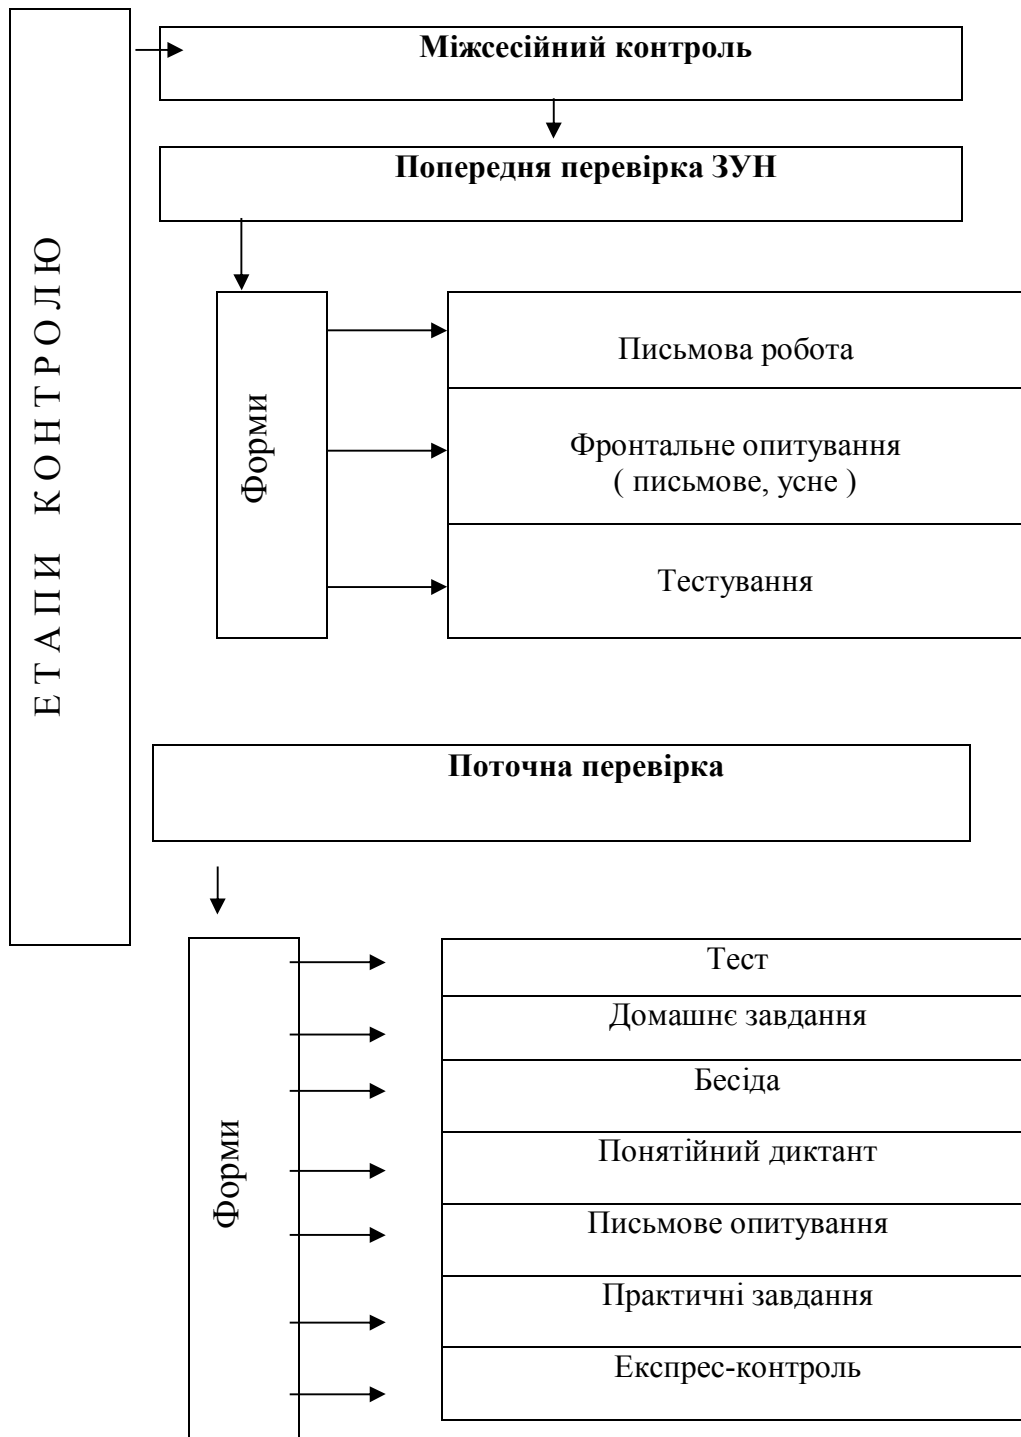 ЕТАПИ КОНТРОЛЮ
Міжсесійний контроль
Попередня перевірка ЗУН
Форми
Письмова робота
Фронтальне опитування
( письмове, усне )
Тестування
Поточна перевірка
Форми
Тест
Домашнє завдання
Бесіда
Понятійний диктант
Письмове опитування
Практичні завдання
Експрес-контроль